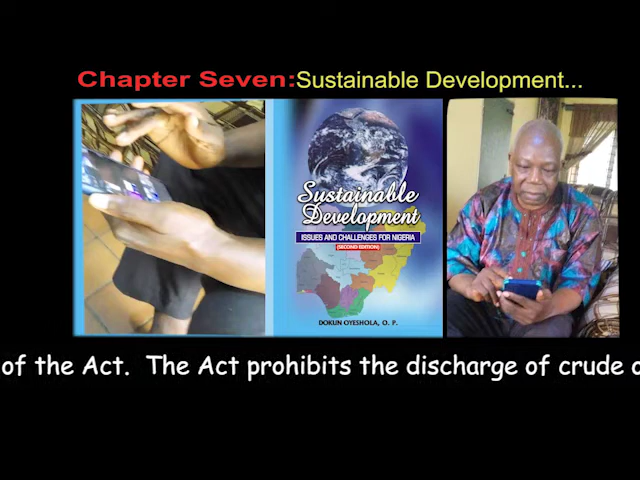 Chapter Seven:Sustainable Development...
Sustainable
Development
ISSUES AND CHALLENGES FOR NIGERIA
(SECOND EDITION)
DOKUN OYESHOLA, O. P.
of the Act. The Act prohibits the discharge of crude